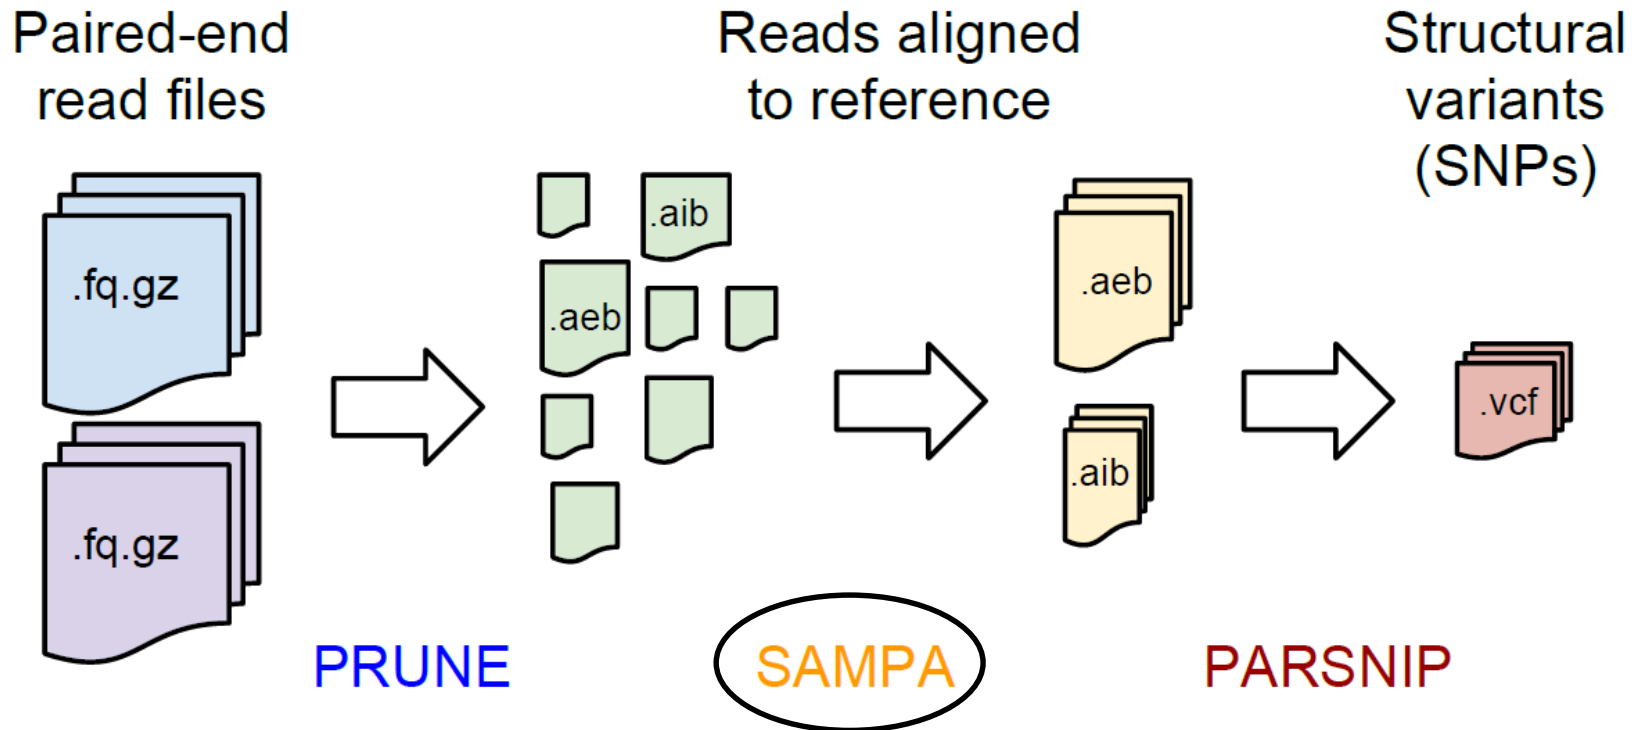 Paired-end
read files
Reads aligned
to reference
Structural
variants
(SNPs)
.fq.gz
.fq.gz
.aib
.aeb
.aeb
.aib
.vcf
PRUNE
SAMPA
PARSNIP